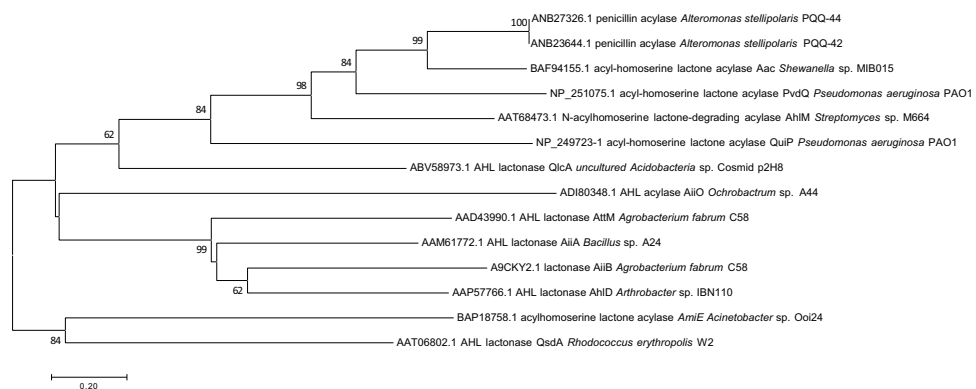 ANB27326.1 penicillin acylase Alteromonas stellipolaris PQQ-44
100
ANB23644.1 penicillin acylase Alteromonas stellipolaris PQQ-42
99
BAF94155.1 acyl-homoserine lactone acylase Aac Shewanella sp. MIB015
84
NP_251075.1 acyl-homoserine lactone acylase PvdQ Pseudomonas aeruginosa PAO1
98
AAT68473.1 N-acylhomoserine lactone-degrading acylase AhlM Streptomyces sp. M664
84
NP_249723-1 acyl-homoserine lactone acylase QuiP Pseudomonas aeruginosa PAO1
62
ABV58973.1 AHL lactonase QlcA uncultured Acidobacteria sp. Cosmid p2H8
ADI80348.1 AHL acylase AiiO Ochrobactrum sp. A44
AAD43990.1 AHL lactonase AttM Agrobacterium fabrum C58
99
AAM61772.1 AHL lactonase AiiA Bacillus sp. A24
A9CKY2.1 lactonase AiiB Agrobacterium fabrum C58
62
AAP57766.1 AHL lactonase AhlD Arthrobacter sp. IBN110
BAP18758.1 acylhomoserine lactone acylase AmiE Acinetobacter sp. Ooi24
84
AAT06802.1 AHL lactonase QsdA Rhodococcus erythropolis W2
0.20